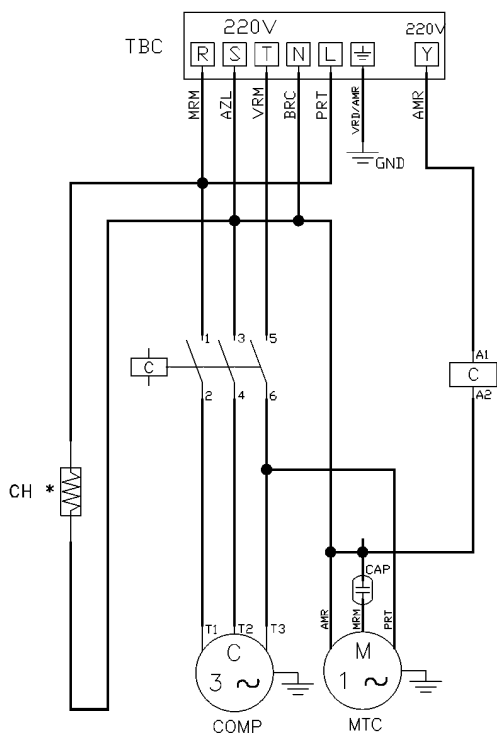 220V 220V
TBC R S T N L Y
MRM AZL VRM BRC PRT VRD/AMR AMR
GND
1 3 5
C
2 4 6
A1
C
A2
CH *
CAP
AMR MRM PRT
T1 T2 T3
C M
3 ~ 1 ~
COMP MTC